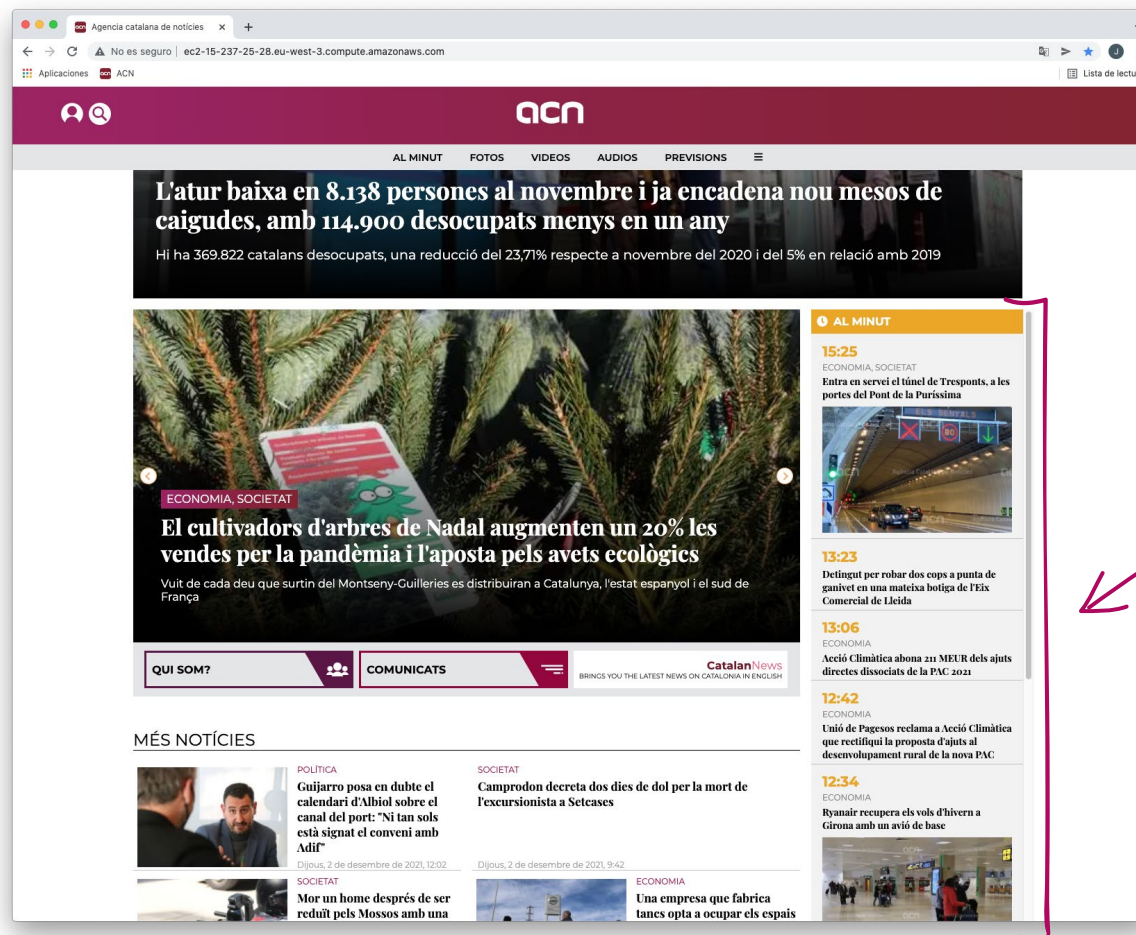 acn Agencia catalana de notícies
No es seguro ec2-15-237-25-28.eu-west-3.compute.amazonaws.com
Aplicaciones acn ACN
Lista de lectu
acn
AL MINUT FOTOS VIDEOS AUDIOS PREVISIONS
L'atur baixa en 8.138 persones al novembre i ja encadena nou mesos de
caigudes, amb 114.900 desocupats menys en un any
Hi ha 369.822 catalans desocupats, una reducció del 23,71% respecte a novembre del 2020 i del 5% en relació amb 2019
ECONOMIA, SOCIETAT
El cultivadors d'arbres de Nadal augmenten un 20% les
vendes per la pandèmia i l'aposta pels avets ecològics
Vuit de cada deu que surtin del Montseny-Guilleries es distribuiran a Catalunya, l'estat espanyol i el sud de
França
QUI SOM?
COMUNICATS
CatalanNews
BRINGS YOU THE LATEST NEWS ON CATALONIA IN ENGLISH
MÉS NOTÍCIES
POLÍTICA
Guijarro posa en dubte el
calendari d'Albiol sobre el
canal del port: "Ni tan sols
està signat el conveni amb
Adif"
Dijous, 2 de desembre de 2021, 12:02
SOCIETAT
Camprodon decreta dos dies de dol per la mort de
l'excursionista a Setcases
Dijous, 2 de desembre de 2021, 9:42
SOCIETAT
Mor un home després de ser
reduït pels Mossos amb una
ECONOMIA
Una empresa que fabrica
tancs opta a ocupar els espais
AL MINUT
15:25
ECONOMIA, SOCIETAT
Entra en servei el túnel de Tresponts, a les
portes del Pont de la Puríssima
80
13:23
Detingut per robar dos cops a punta de
ganivet en una mateixa botiga de l'Eix
Comercial de Lleida
13:06
ECONOMIA
Acció Climàtica abona 211 MEUR dels ajuts
directes dissociats de la PAC 2021
12:42
ECONOMIA
Unió de Pagesos reclama a Acció Climàtica
que rectifiqui la proposta d'ajuts al
desenvolupament rural de la nova PAC
12:34
ECONOMIA
Ryanair recupera els vols d'hivern a
Girona amb un avió de base